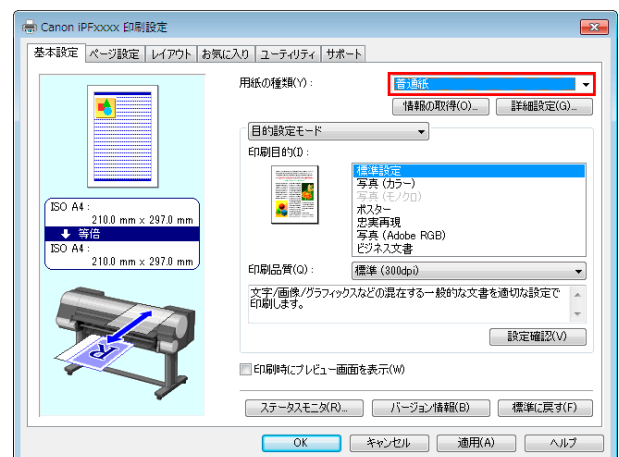 Canon iPFxxxx 印刷設定
基本設定 ページ設定 レイアウト お気に入り ユーティリティ サポート
用紙の種類(Y)： 普通紙
情報の取得(O)... 詳細設定(G)...
目的設定モード
印刷目的(I)：
標準設定
写真 (カラー)
写真 (モノクロ)
ポスター
忠実再現
写真 (Adobe RGB)
ビジネス文書
ISO A4 :
210.0 mm x 297.0 mm
等倍
ISO A4 :
210.0 mm x 297.0 mm
印刷品質(Q)： 標準 (300dpi)
文字/画像/グラフィックスなどの混在する一般的な文書を適切な設定で
印刷します。
設定確認(V)
印刷時にプレビュー画面を表示(W)
ステータスモニタ(R)... バージョン情報(B) 標準に戻す(F)
OK キャンセル 適用(A) ヘルプ